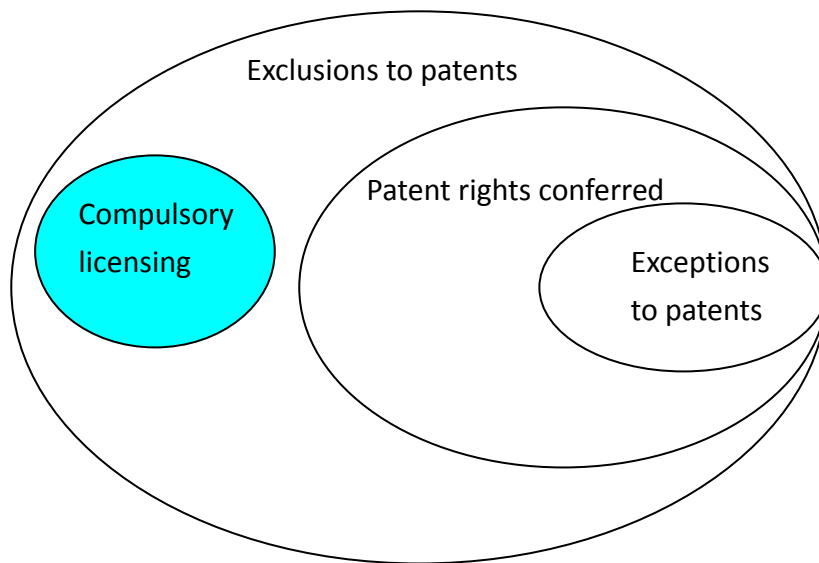 Exclusions to patents
Patent rights conferred
Compulsory
licensing
Exceptions
to patents